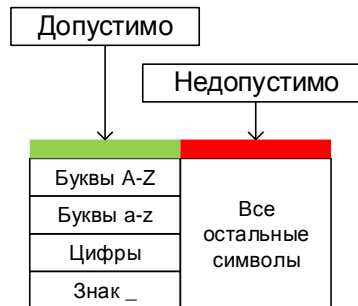 Допустимо
Недопустимо
Буквы A-Z
Буквы a-z
Цифры
Знак _
Все
остальные
символы